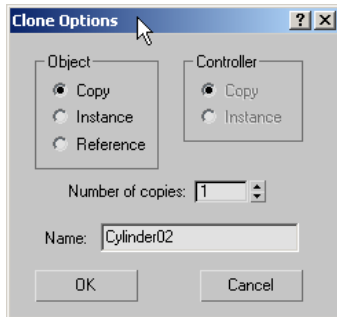 Clone Options
Object
Controller
Copy
Copy
Instance
Instance
Reference
Number of copies: 1
Name: Cylinder02
OK
Cancel